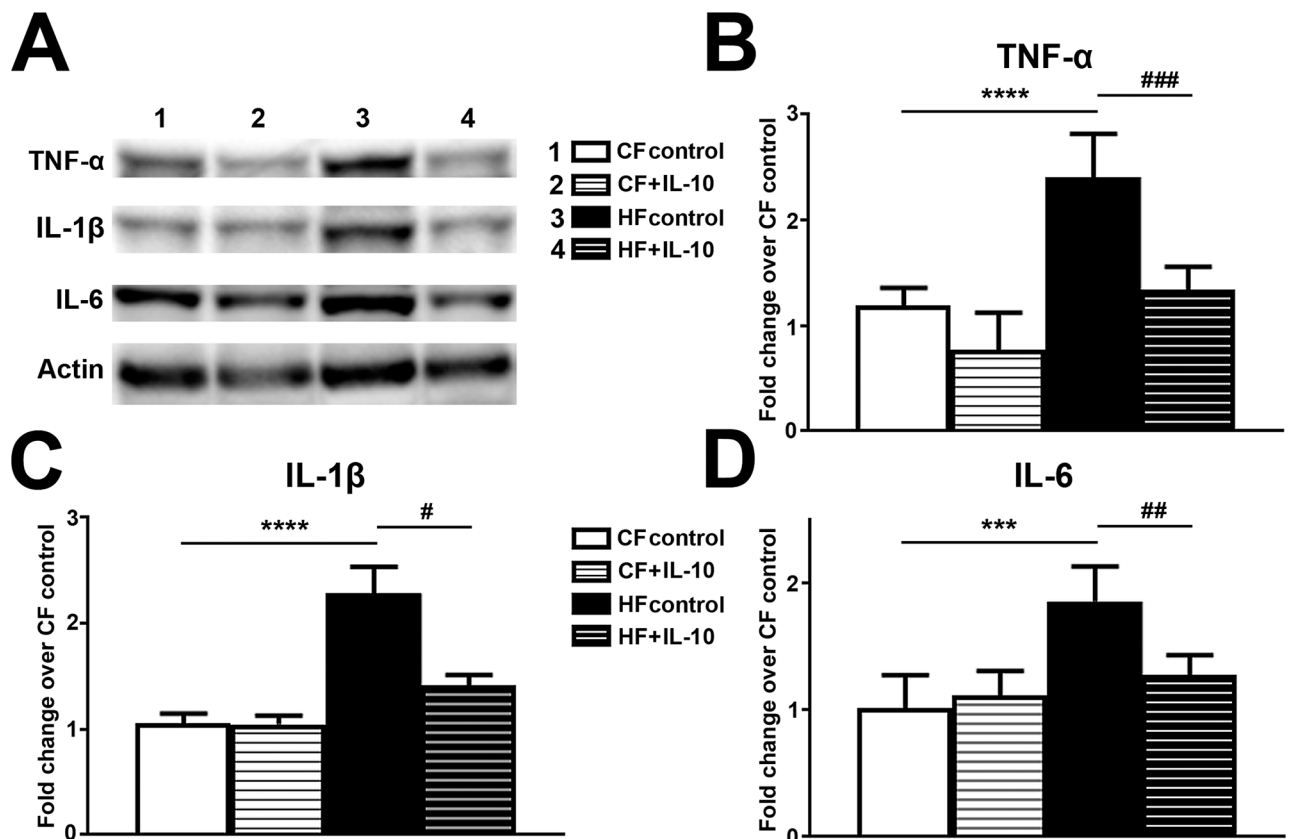 A
1 2 3 4
TNF-α
IL-1β
IL-6
Actin
1 CF control
2 CF+IL-10
3 HF control
4 HF+IL-10
B
TNF-α
**** ###
Fold change over CF control
3
2
1
0
C
IL-1β
**** #
Fold change over CF control
3
2
1
0
CF control
CF+IL-10
HF control
HF+IL-10
D
IL-6
*** ##
Fold change over CF control
2
1
0